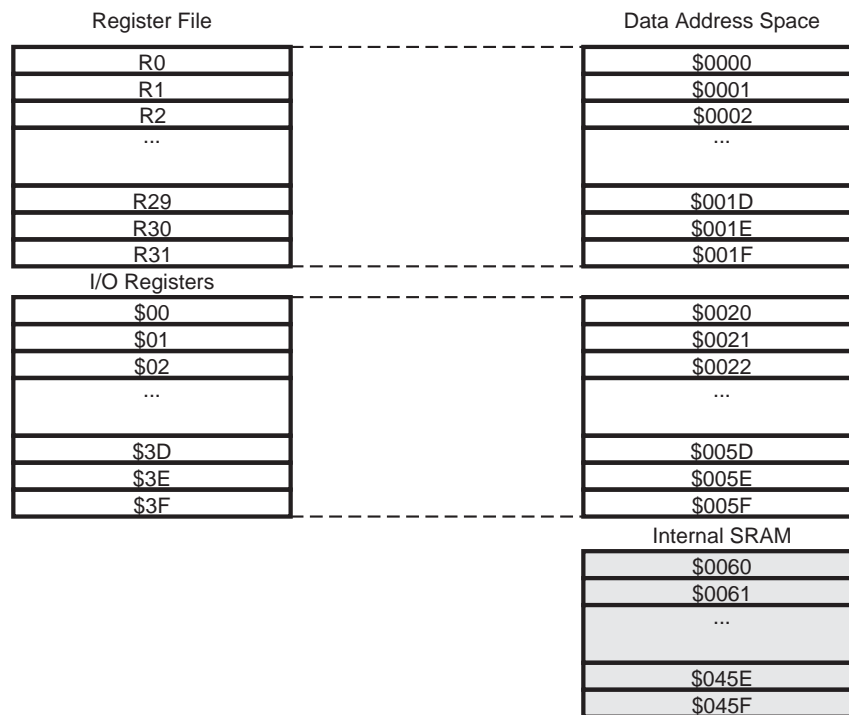 Register File Data Address Space
R0 $0000
R1 $0001
R2 $0002
... ...
R29 $001D
R30 $001E
R31 $001F
I/O Registers
$00 $0020
$01 $0021
$02 $0022
... ...
$3D $005D
$3E $005E
$3F $005F
Internal SRAM
$0060
$0061
...
$045E
$045F